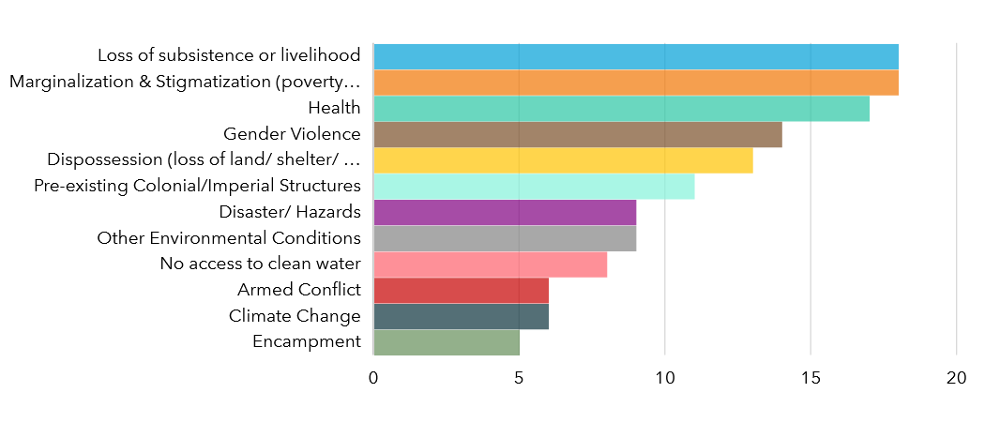 Loss of subsistence or livelihood
Marginalization & Stigmatization (poverty…
Health
Gender Violence
Dispossession (loss of land/ shelter/ …
Pre-existing Colonial/Imperial Structures
Disaster/ Hazards
Other Environmental Conditions
No access to clean water
Armed Conflict
Climate Change
Encampment
0 5 10 15 20